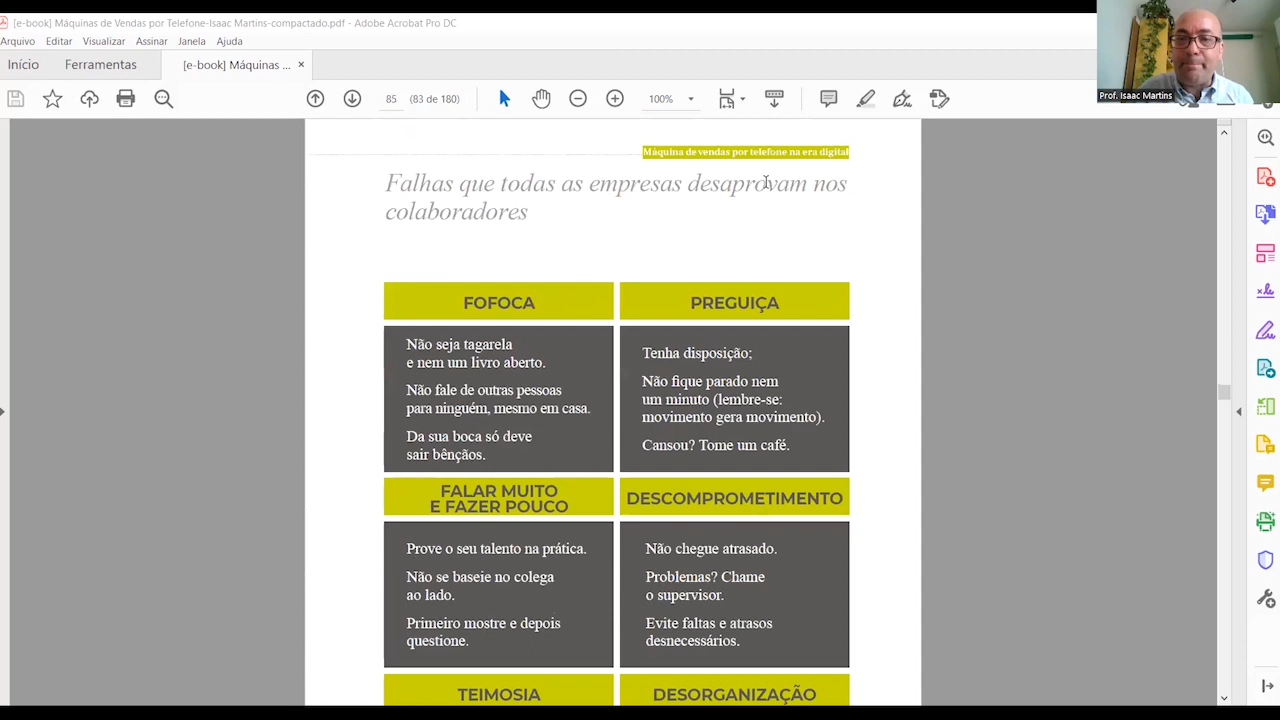 [e-book] Máquinas de Vendas por Telefone-Isaac Martins-compactado.pdf - Adobe Acrobat Pro DC
Arquivo Editar Visualizar Assinar Janela Ajuda
Início Ferramentas [e-book] Máquinas ... ×
85 (83 de 180) 100%
Prof. Isaac Martins
Máquina de vendas por telefone na era digital
Falhas que todas as empresas desaprovam nos
colaboradores
FOFOCA
Não seja tagarela
e nem um livro aberto.
Não fale de outras pessoas
para ninguém, mesmo em casa.
Da sua boca só deve
sair bênçãos.
PREGUIÇA
Tenha disposição;
Não fique parado nem
um minuto (lembre-se:
movimento gera movimento).
Cansou? Tome um café.
FALAR MUITO
E FAZER POUCO
Prove o seu talento na prática.
Não se baseie no colega
ao lado.
Primeiro mostre e depois
questione.
DESCOMPROMETIMENTO
Não chegue atrasado.
Problemas? Chame
o supervisor.
Evite faltas e atrasos
desnecessários.
TEIMOSIA
DESORGANIZAÇÃO